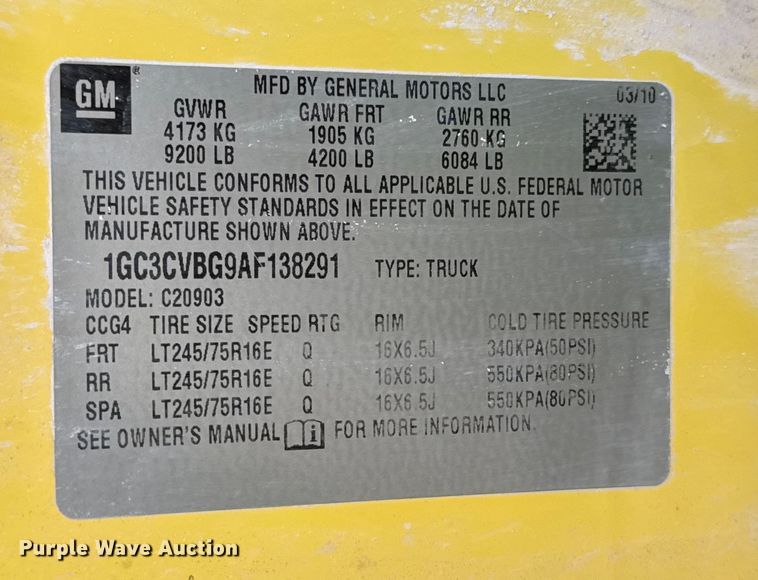 GM ®
MFD BY GENERAL MOTORS LLC 03/10
GVWR GAWR FRT GAWR RR
4173 KG 1905 KG 2760 KG
9200 LB 4200 LB 6084 LB
THIS VEHICLE CONFORMS TO ALL APPLICABLE U.S. FEDERAL MOTOR
VEHICLE SAFETY STANDARDS IN EFFECT ON THE DATE OF
MANUFACTURE SHOWN ABOVE.
1GC3CVBG9AF138291 TYPE: TRUCK
MODEL: C20903
CCG4 TIRE SIZE SPEED RTG RIM COLD TIRE PRESSURE
FRT LT245/75R16E Q 16X6.5J 340KPA(50PSI)
RR LT245/75R16E Q 16X6.5J 550KPA(80PSI)
SPA LT245/75R16E Q 16X6.5J 550KPA(80PSI)
SEE OWNER'S MANUAL i FOR MORE INFORMATION.
Purple Wave Auction